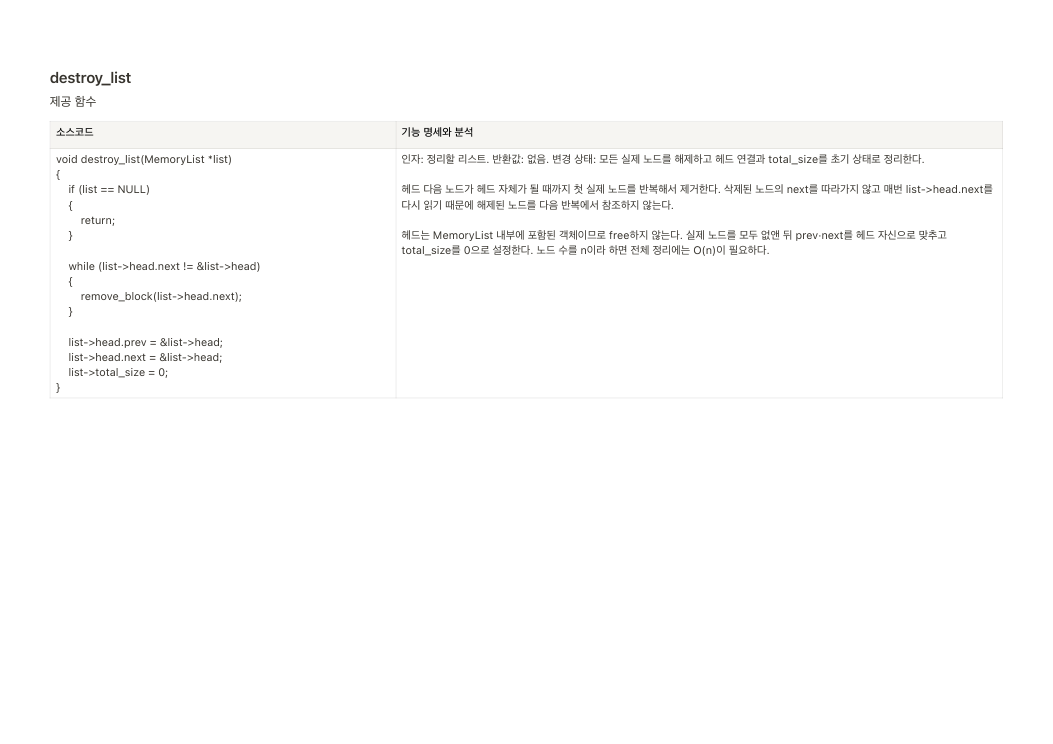 destroy_list
제공 함수
소스코드
기능 명세와 분석
void destroy_list(MemoryList *list)
{
    if (list == NULL)
    {
        return;
    }

    while (list->head.next != &list->head)
    {
        remove_block(list->head.next);
    }

    list->head.prev = &list->head;
    list->head.next = &list->head;
    list->total_size = 0;
}
인자: 정리할 리스트. 반환값: 없음. 변경 상태: 모든 실제 노드를 해제하고 헤드 연결과 total_size를 초기 상태로 정리한다.
헤드 다음 노드가 헤드 자체가 될 때까지 첫 실제 노드를 반복해서 제거한다. 삭제된 노드의 next를 따라가지 않고 매번 list->head.next를
다시 읽기 때문에 해제된 노드를 다음 반복에서 참조하지 않는다.
헤드는 MemoryList 내부에 포함된 객체이므로 free하지 않는다. 실제 노드를 모두 없앤 뒤 prev·next를 헤드 자신으로 맞추고
total_size를 0으로 설정한다. 노드 수를 n이라 하면 전체 정리에는 O(n)이 필요하다.